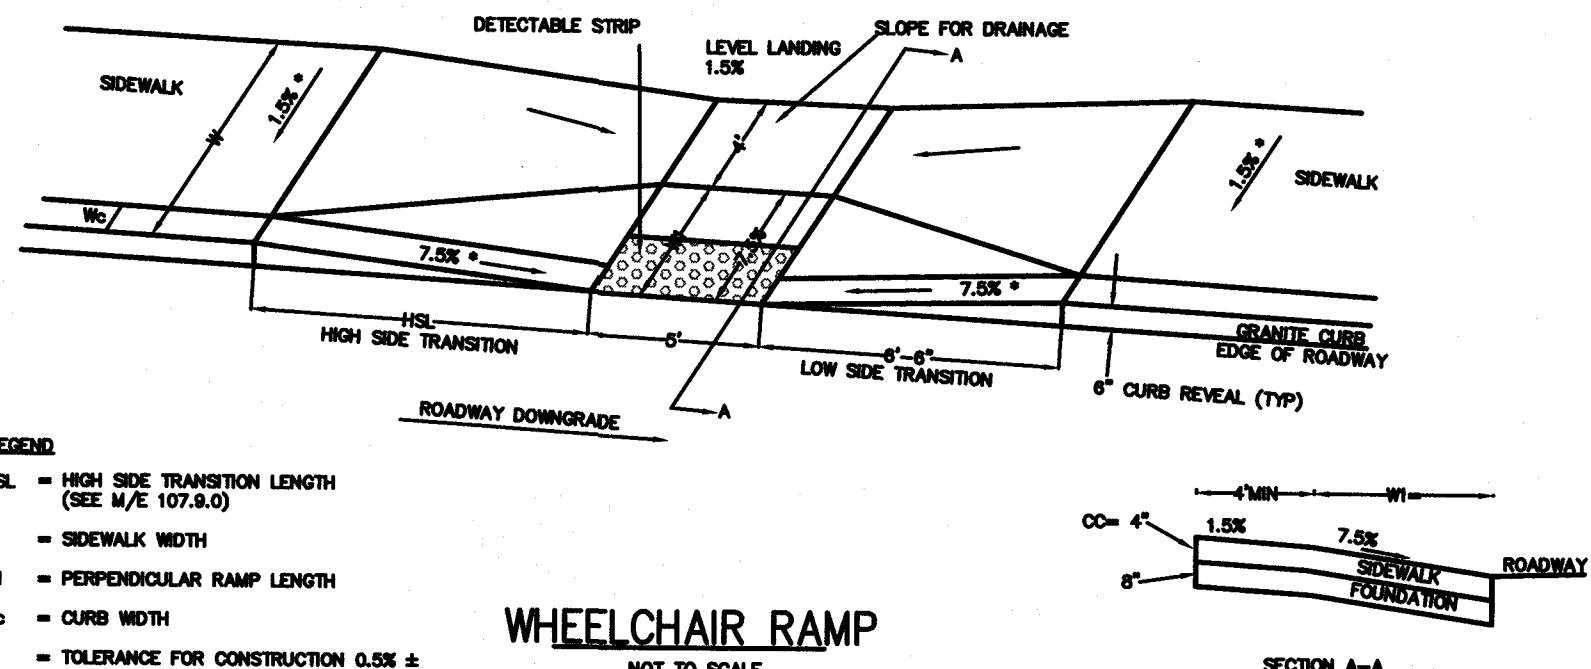 DETECTABLE STRIP
SLOPE FOR DRAINAGE
LEVEL LANDING
1.5%
A
SIDEWALK
1.5% *
W
4'
1.5% *
SIDEWALK
Wc
7.5% *
7.5%
7.5% *
HSL
HIGH SIDE TRANSITION
5'
6'-6"
LOW SIDE TRANSITION
GRANITE CURB
EDGE OF ROADWAY
6" CURB REVEAL (TYP)
A
ROADWAY DOWNGRADE
EGEND
SL = HIGH SIDE TRANSITION LENGTH
(SEE M/E 107.9.0)
= SIDEWALK WIDTH
= PERPENDICULAR RAMP LENGTH
= CURB WIDTH
= TOLERANCE FOR CONSTRUCTION 0.5% ±
WHEELCHAIR RAMP
NOT TO SCALE
4'MIN
W1=
CC= 4"
1.5%
7.5%
8"
SIDEWALK
FOUNDATION
ROADWAY
SECTION A-A